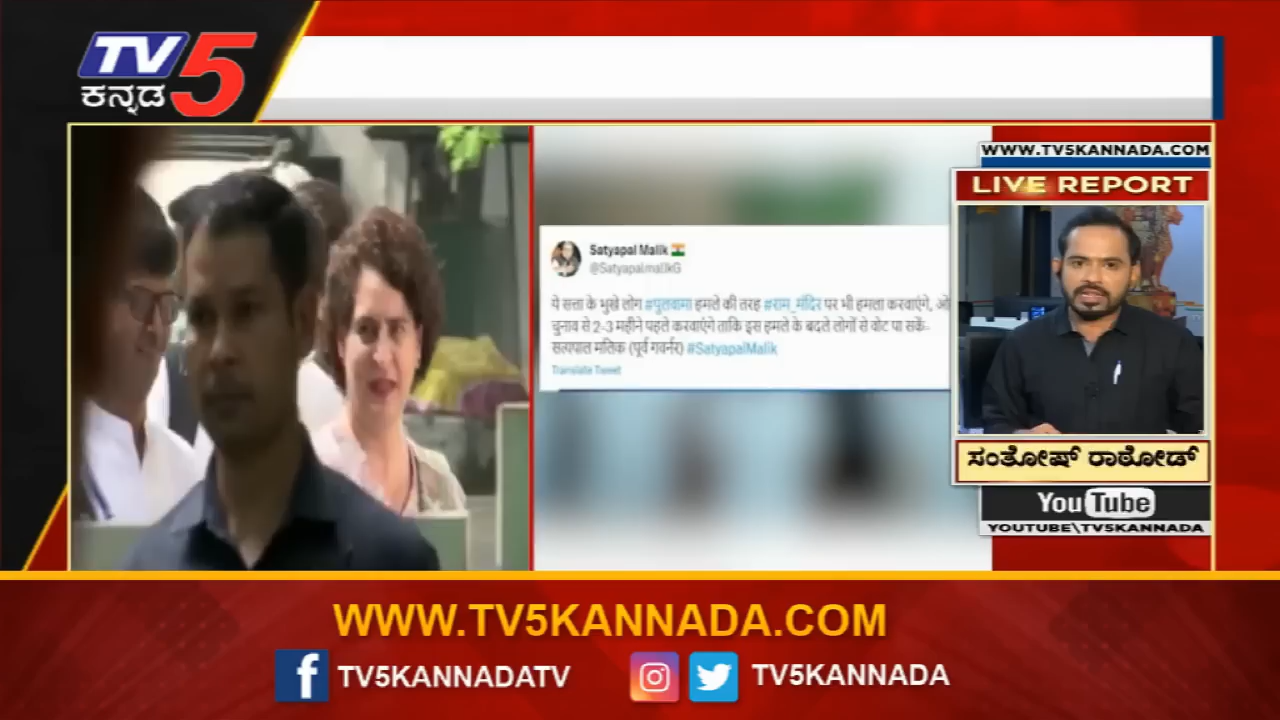 TV5
ಕನ್ನಡ
WWW.TV5KANNADA.COM
LIVE REPORT
Satyapal Malik
@SatyapalmalikG
ये सत्ता के भुखे लोग #पुलवामा हमले की तरह #राम_मंदिर पर भी हमला करवाएंगे, ओ
चुनाव से 2-3 महीने पहले करवाएंगे ताकि इस हमले के बदले लोगों से वोट पा सकें-
सत्यपाल मलिक (पूर्व गवर्नर) #SatyapalMalik
Translate Tweet
ಸಂತೋಷ್ ರಾಠೋಡ್
YouTube
YOUTUBE\TV5KANNADA
WWW.TV5KANNADA.COM
f TV5KANNADATV
TV5KANNADA